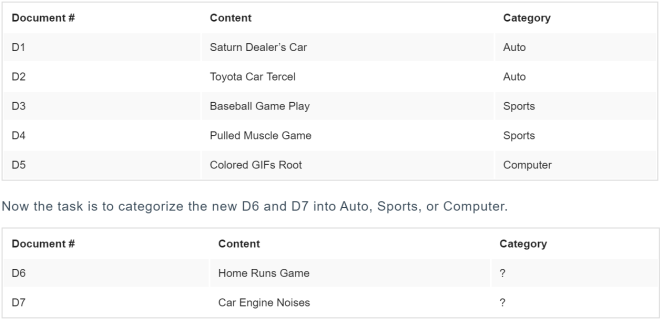 Document # Content Category
D1 Saturn Dealer’s Car Auto
D2 Toyota Car Tercel Auto
D3 Baseball Game Play Sports
D4 Pulled Muscle Game Sports
D5 Colored GIFs Root Computer
Now the task is to categorize the new D6 and D7 into Auto, Sports, or Computer.
Document # Content Category
D6 Home Runs Game ?
D7 Car Engine Noises ?